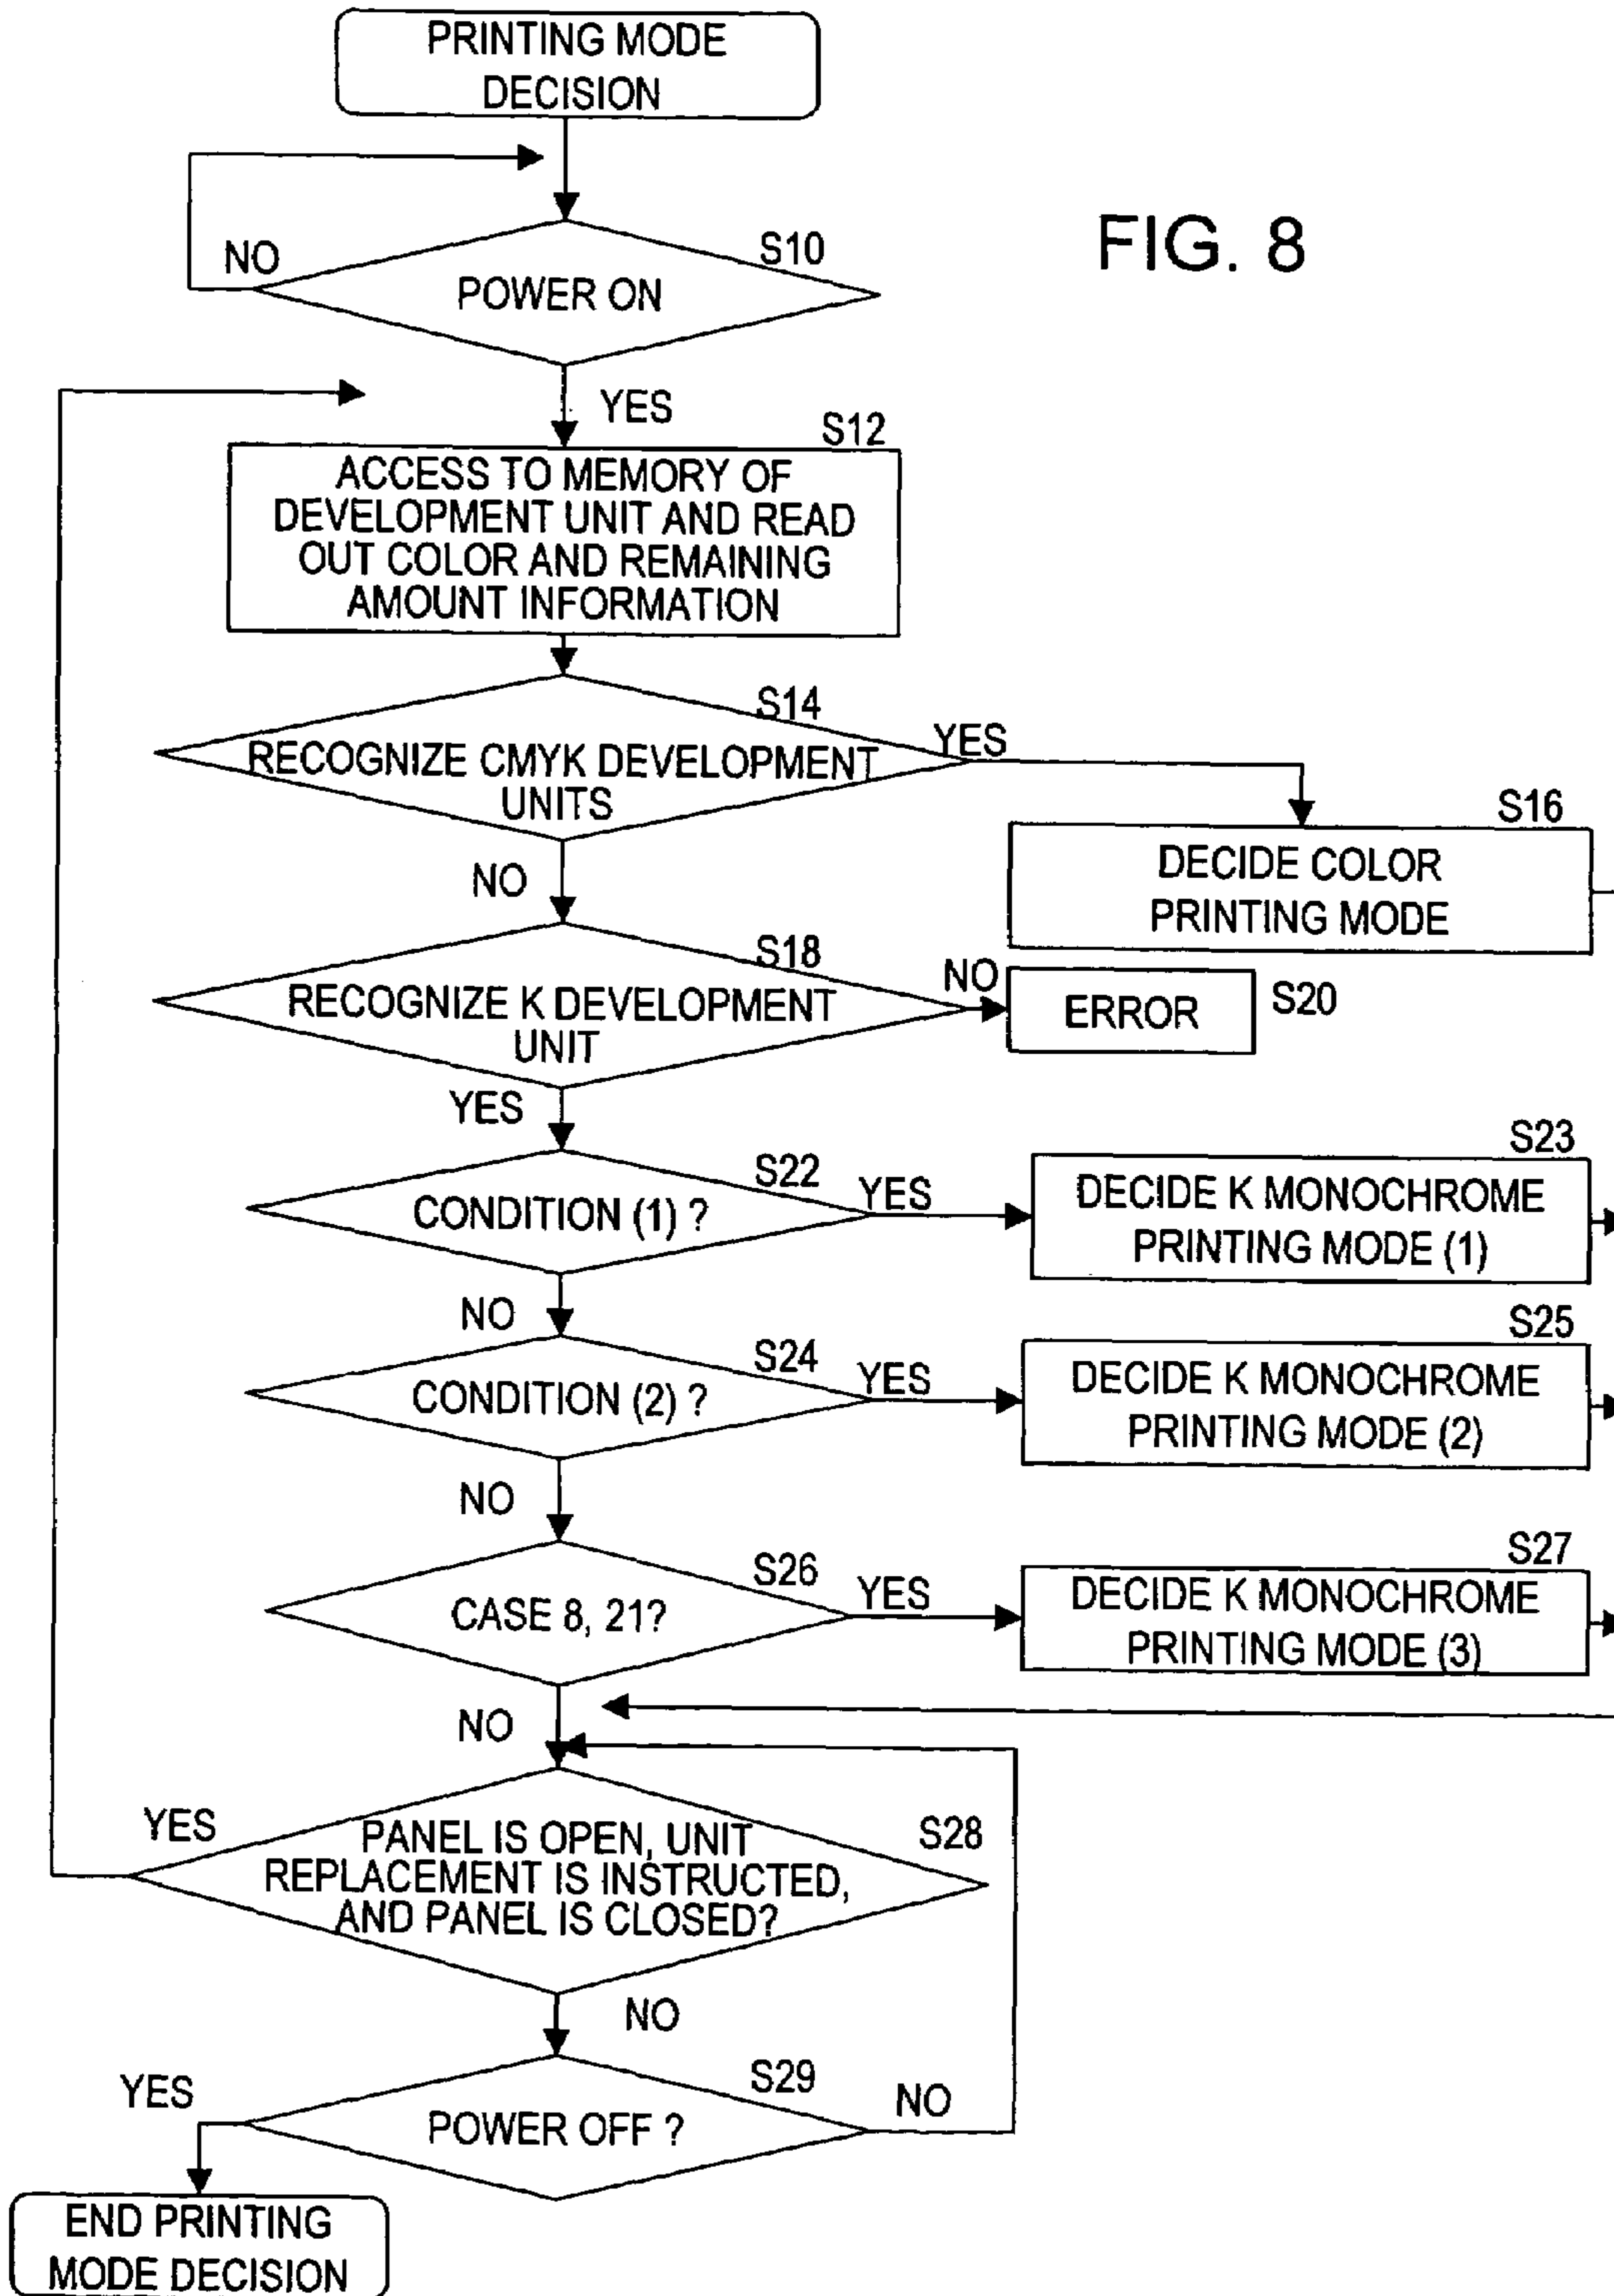 PRINTING MODE
DECISION
FIG. 8
S10
NO
POWER ON
YES
S12
ACCESS TO MEMORY OF
DEVELOPMENT UNIT AND READ
OUT COLOR AND REMAINING
AMOUNT INFORMATION
S14
YES
RECOGNIZE CMYK DEVELOPMENT
UNITS
S16
DECIDE COLOR
PRINTING MODE
NO
S18
NO
RECOGNIZE K DEVELOPMENT
UNIT
ERROR
S20
YES
S22
YES
CONDITION (1) ?
S23
DECIDE K MONOCHROME
PRINTING MODE (1)
NO
S24
YES
CONDITION (2) ?
S25
DECIDE K MONOCHROME
PRINTING MODE (2)
NO
S26
YES
CASE 8, 21?
S27
DECIDE K MONOCHROME
PRINTING MODE (3)
NO
YES
S28
PANEL IS OPEN, UNIT
REPLACEMENT IS INSTRUCTED,
AND PANEL IS CLOSED?
NO
YES
S29
NO
POWER OFF ?
END PRINTING
MODE DECISION